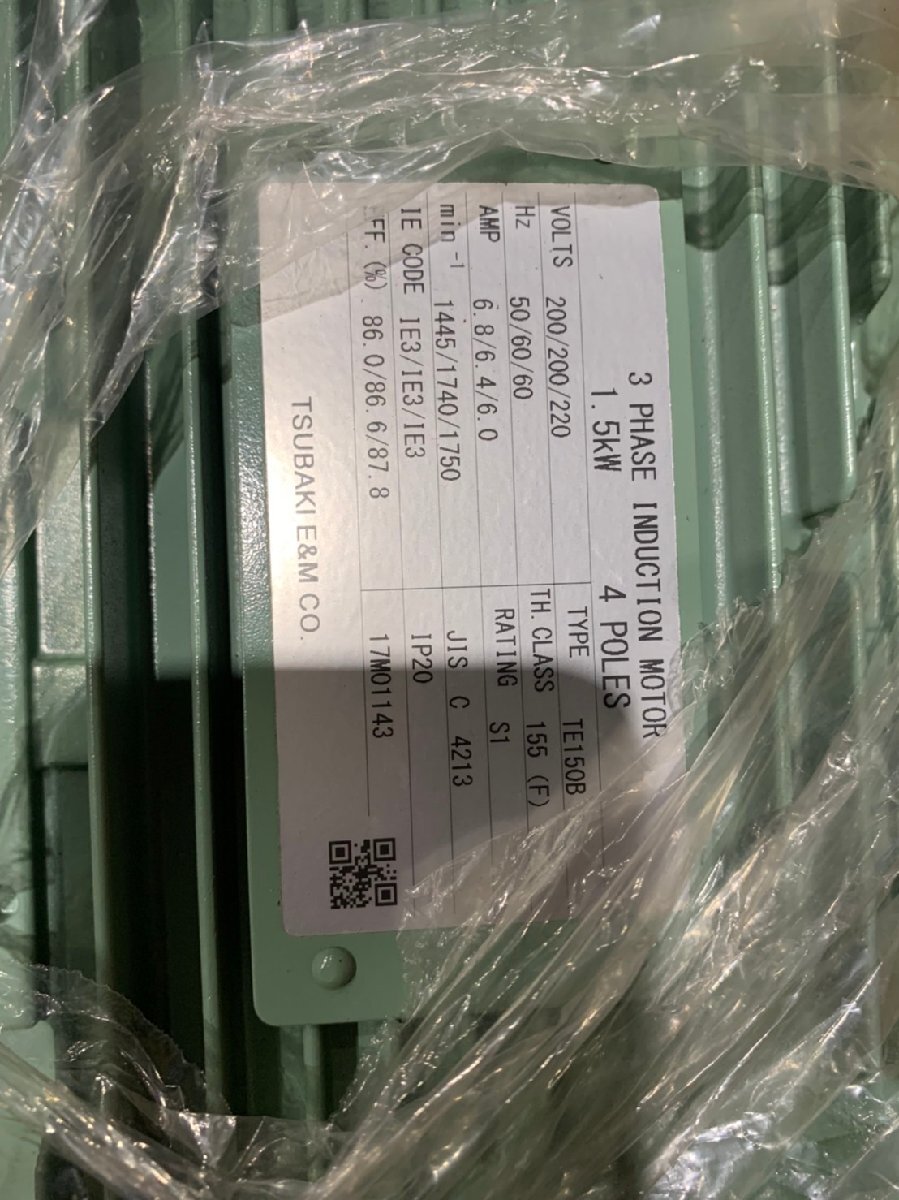 3 PHASE INDUCTION MOTOR
1.5kW 4 POLES
VOLTS 200/200/220 TYPE TE150B
Hz 50/60/60 TH.CLASS 155 (F)
AMP 6.8/6.4/6.0 RATING S1
min⁻¹ 1445/1740/1750 JIS C 4213
IE CODE IE3/IE3/IE3 IP20
EFF.(%) 86.0/86.6/87.8 17M01143
TSUBAKI E&M CO.